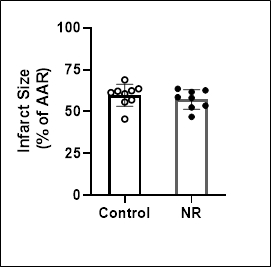 100
75
50
25
0
Infarct Size
(% of AAR)
Control
NR